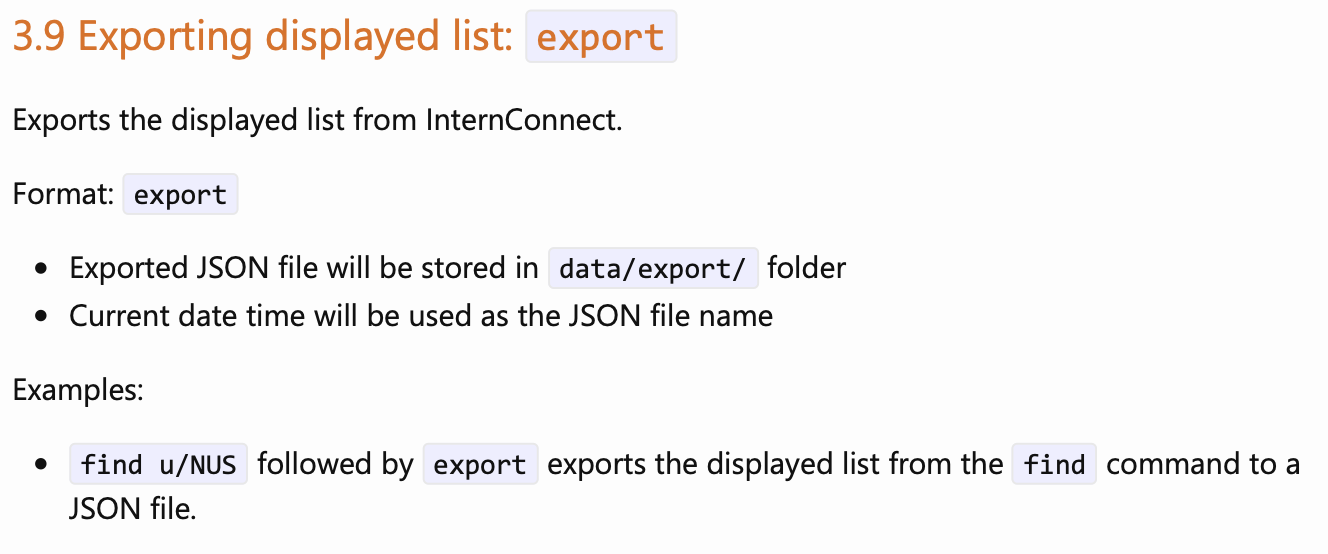 3.9 Exporting displayed list: export
Exports the displayed list from InternConnect.
Format: export
• Exported JSON file will be stored in data/export/ folder
• Current date time will be used as the JSON file name
Examples:
• find u/NUS followed by export exports the displayed list from the find command to a
JSON file.